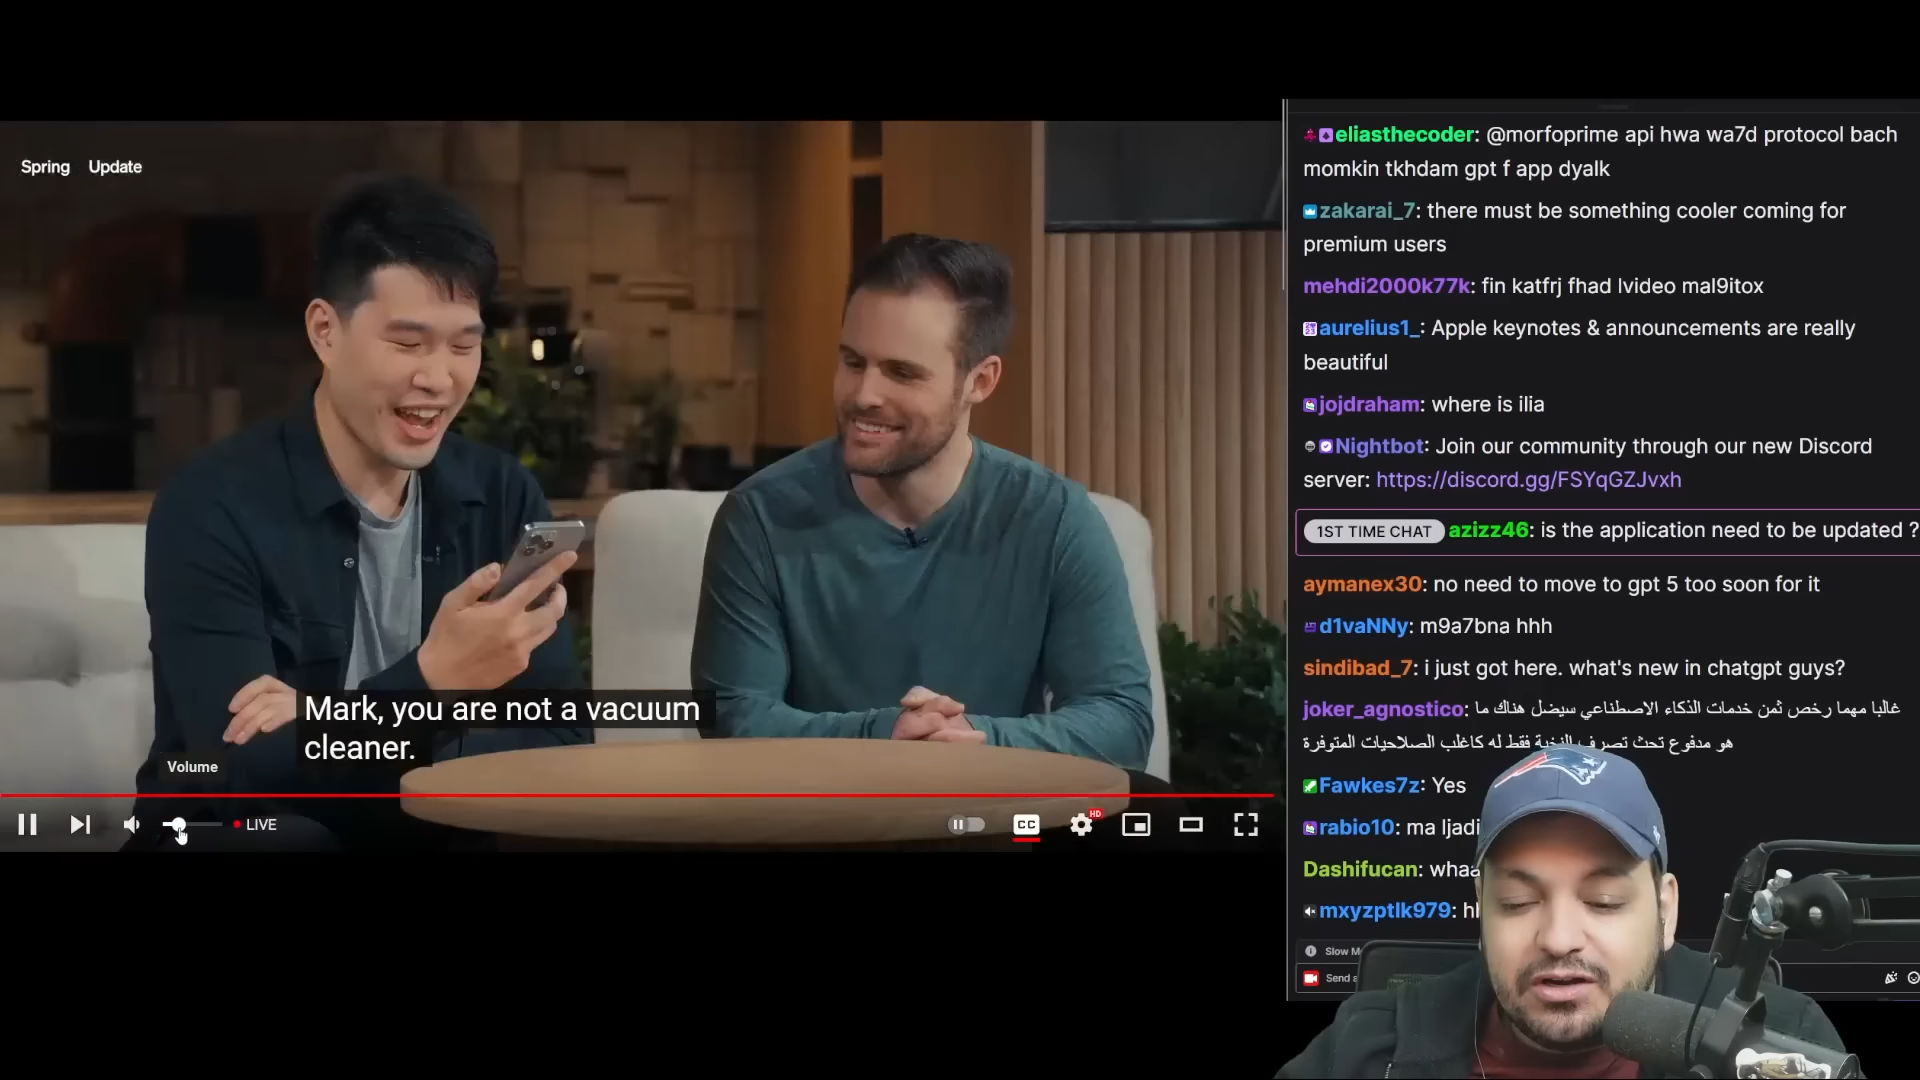 Spring Update
Mark, you are not a vacuum
cleaner.
Volume
LIVE
CC
HD
eliasthecoder: @morfoprime api hwa wa7d protocol bach
momkin tkhdam gpt f app dyalk
zakarai_7: there must be something cooler coming for
premium users
mehdi2000k77k: fin katfrj fhad lvideo mal9itox
aurelius1_: Apple keynotes & announcements are really
beautiful
jojdraham: where is ilia
Nightbot: Join our community through our new Discord
server: https://discord.gg/FSYqGZJvxh
1ST TIME CHAT azizz46: is the application need to be updated ?
aymanex30: no need to move to gpt 5 too soon for it
d1vaNNy: m9a7bna hhh
sindibad_7: i just got here. what's new in chatgpt guys?
joker_agnostico: غالبا مهما رخص ثمن خدمات الذكاء الاصطناعي سيضل هناك ما
هو مدفوع تحث تصرف النخبة فقط له كاغلب الصلاحيات المتوفرة
Fawkes7z: Yes
rabio10: ma ljadi
Dashifucan:
mxyzptlk979:
Slow
Send